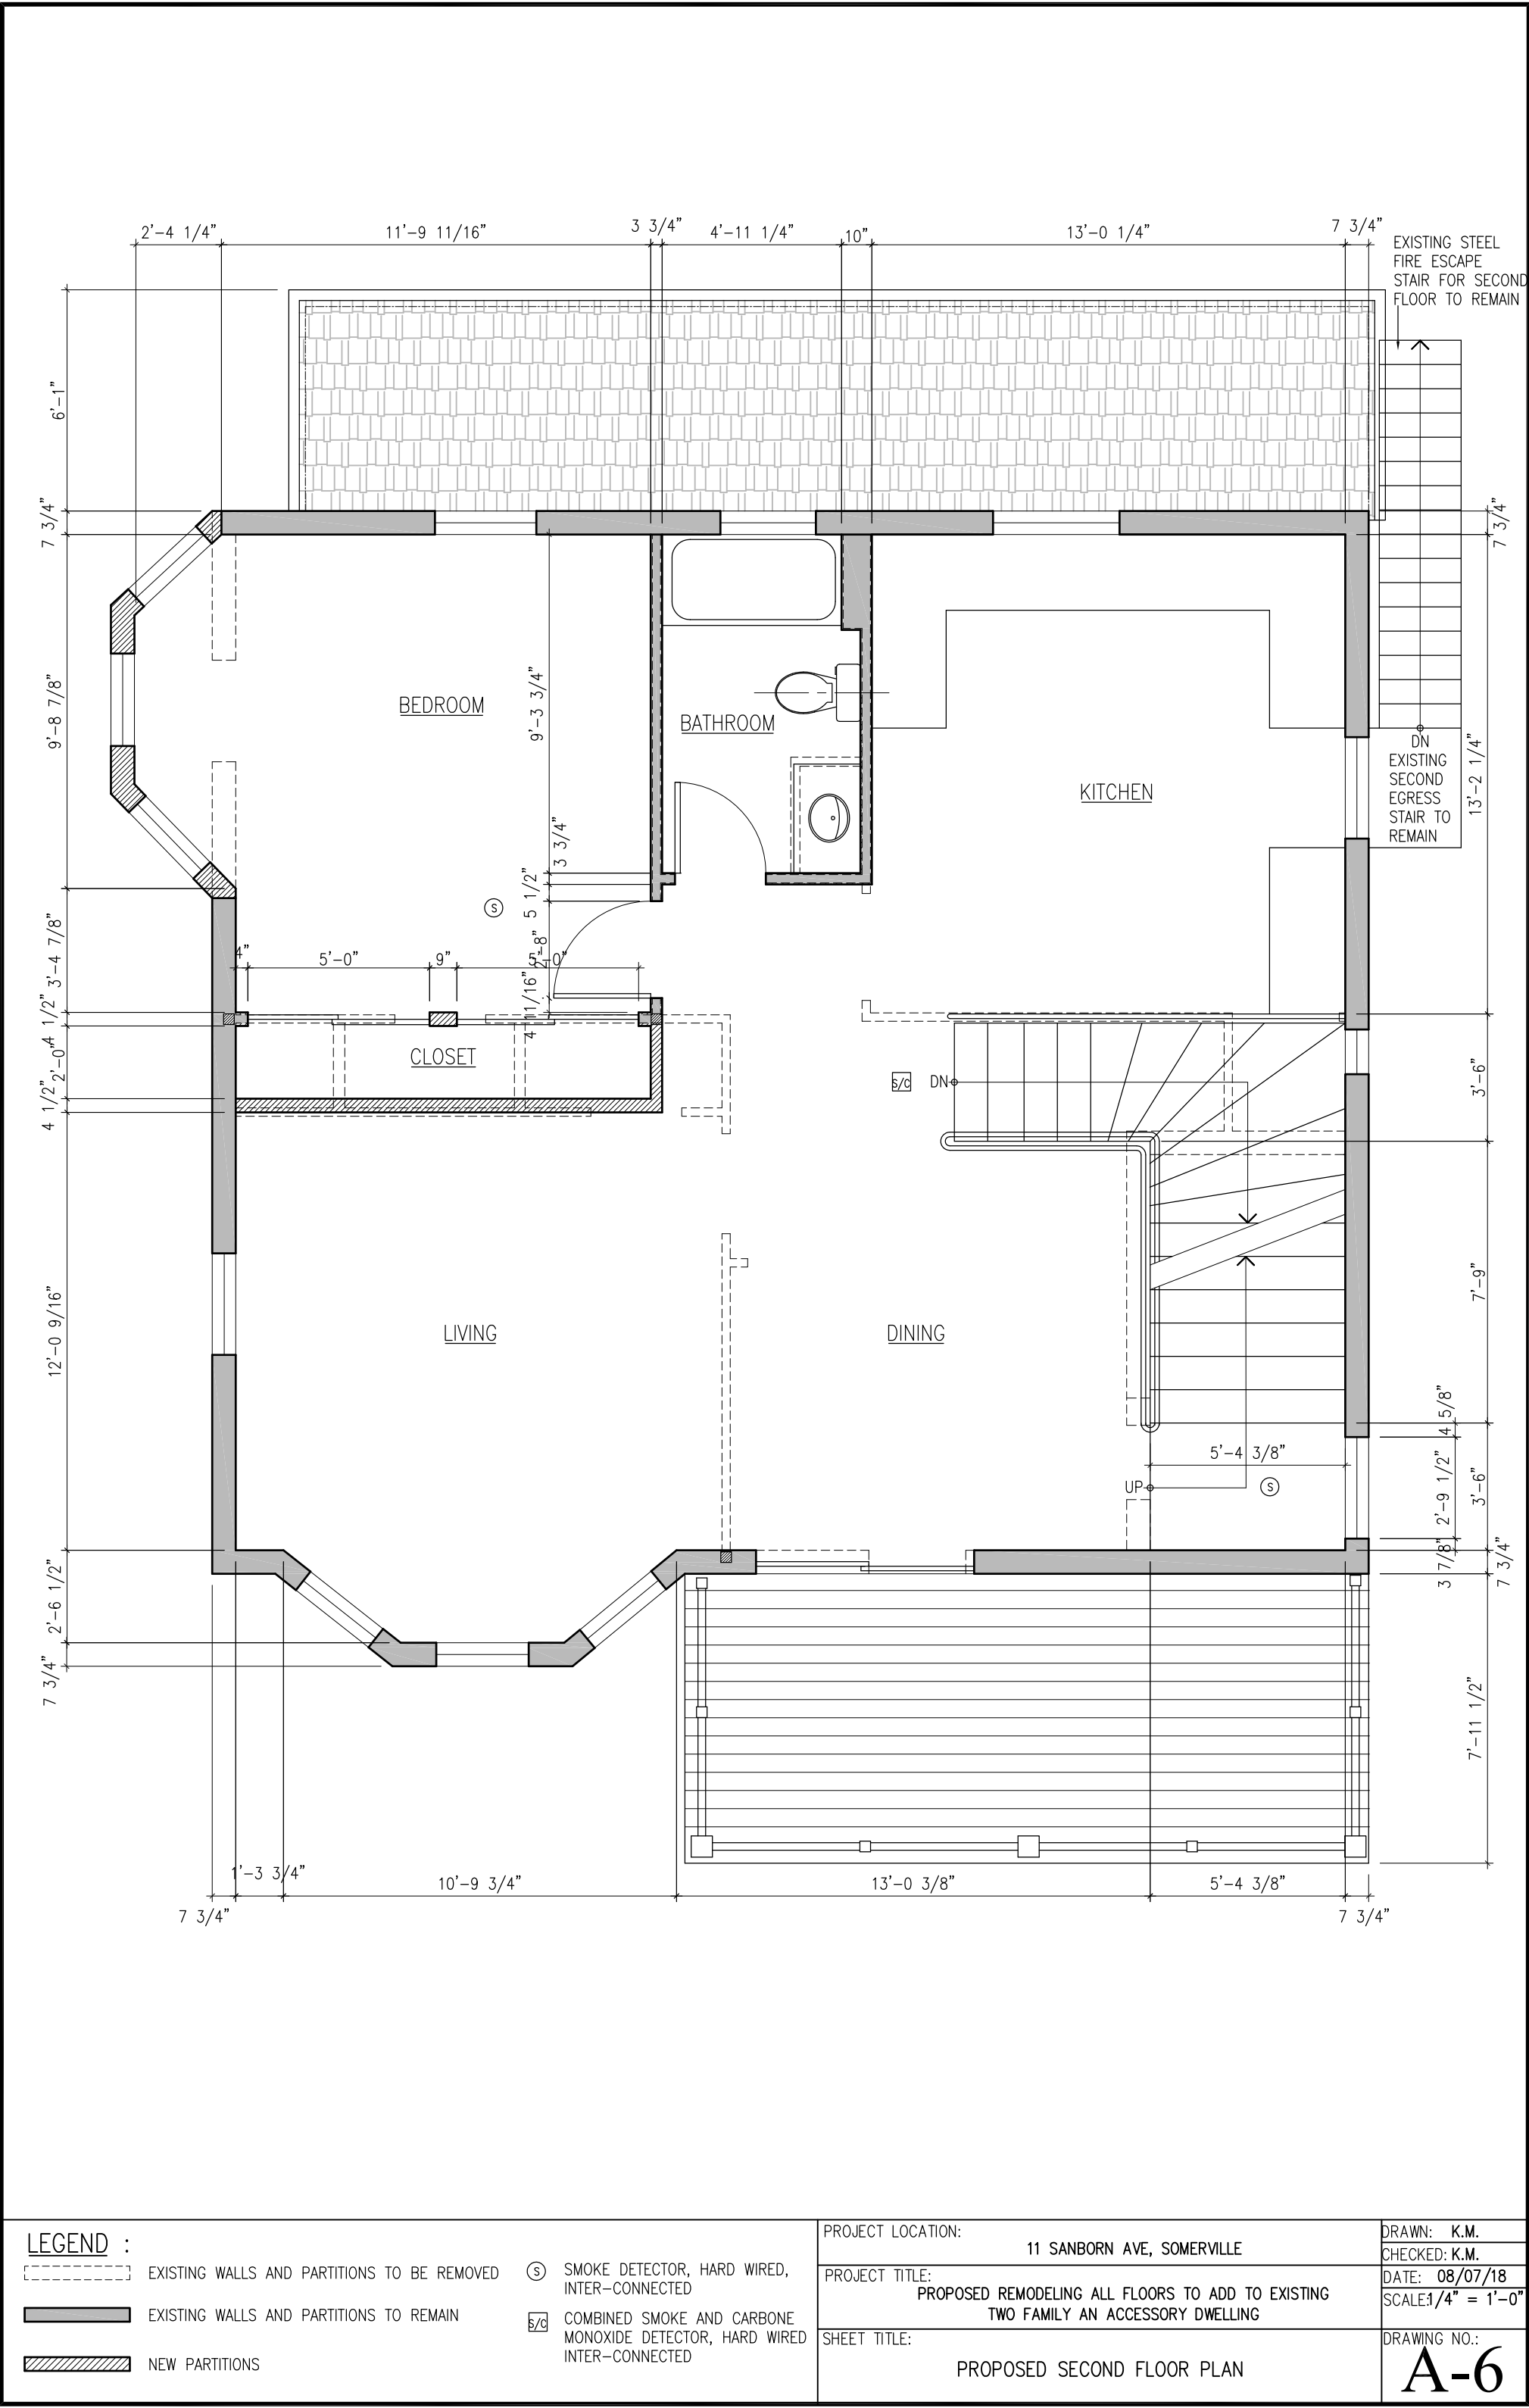 2'-4 1/4"
11'-9 11/16"
3 3/4"
4'-11 1/4"
10"
13'-0 1/4"
7 3/4"
EXISTING STEEL
FIRE ESCAPE
STAIR FOR SECOND
FLOOR TO REMAIN
6'-1"
7 3/4"
9'-8 7/8"
3'-4 7/8"
4 1/2"
2'-0"
4 1/2"
12'-0 9/16"
2'-6 1/2"
7 3/4"
BEDROOM
9'-3 3/4"
3 3/4"
5 1/2"
2'-8"
4 11/16"
BATHROOM
KITCHEN
7 3/4"
DN
EXISTING
SECOND
EGRESS
STAIR TO
REMAIN
13'-2 1/4"
S
4"
5'-0"
9"
5'-0"
CLOSET
S/C
DN
3'-6"
7'-9"
LIVING
DINING
4 5/8"
2'-9 1/2"
3 7/8"
3'-6"
7 3/4"
5'-4 3/8"
UP
S
7'-11 1/2"
1'-3 3/4"
10'-9 3/4"
13'-0 3/8"
5'-4 3/8"
7 3/4"
7 3/4"
LEGEND :
EXISTING WALLS AND PARTITIONS TO BE REMOVED
EXISTING WALLS AND PARTITIONS TO REMAIN
NEW PARTITIONS
S
SMOKE DETECTOR, HARD WIRED,
INTER-CONNECTED
S/C
COMBINED SMOKE AND CARBONE
MONOXIDE DETECTOR, HARD WIRED
INTER-CONNECTED
PROJECT LOCATION:
11 SANBORN AVE, SOMERVILLE
PROJECT TITLE:
PROPOSED REMODELING ALL FLOORS TO ADD TO EXISTING
TWO FAMILY AN ACCESSORY DWELLING
SHEET TITLE:
PROPOSED SECOND FLOOR PLAN
DRAWN: K.M.
CHECKED: K.M.
DATE: 08/07/18
SCALE: 1/4" = 1'-0"
DRAWING NO.:
A-6